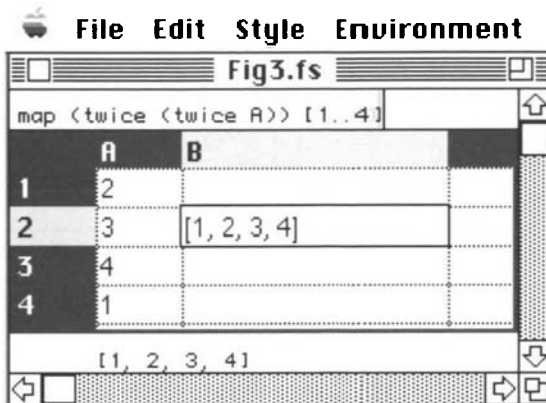 File Edit Style Environment
Fig3.fs
map (twice (twice A)) [1..4]
A B
1 2
2 3 [1, 2, 3, 4]
3 4
4 1
[1, 2, 3, 4]